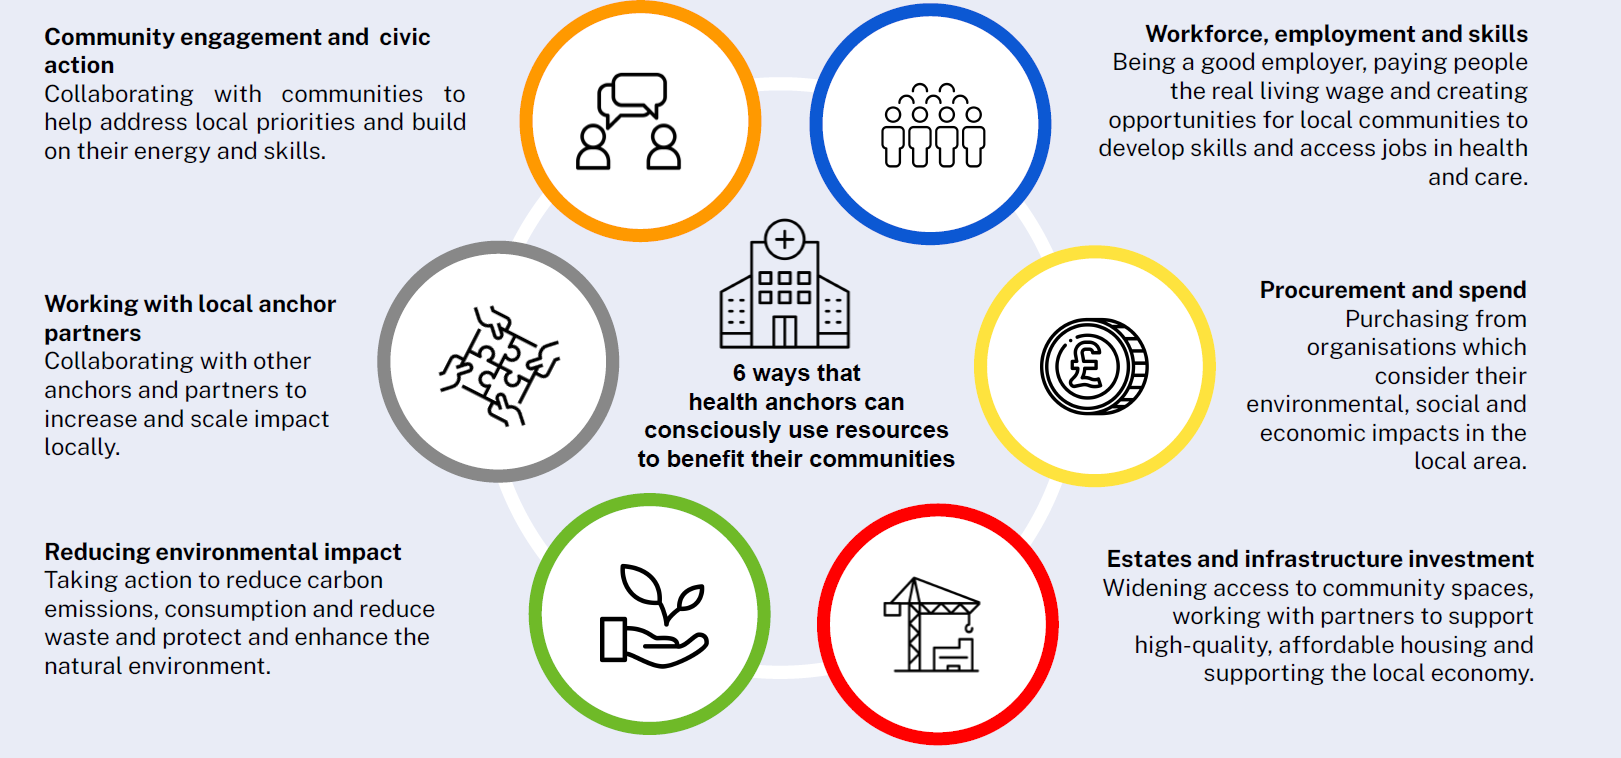 Community engagement and civic
action
Collaborating with communities to
help address local priorities and build
on their energy and skills.
Workforce, employment and skills
Being a good employer, paying people
the real living wage and creating
opportunities for local communities to
develop skills and access jobs in health
and care.
Working with local anchor
partners
Collaborating with other
anchors and partners to
increase and scale impact
locally.
6 ways that
health anchors can
consciously use resources
to benefit their communities
£
Procurement and spend
Purchasing from
organisations which
consider their
environmental, social and
economic impacts in the
local area.
Reducing environmental impact
Taking action to reduce carbon
emissions, consumption and reduce
waste and protect and enhance the
natural environment.
Estates and infrastructure investment
Widening access to community spaces,
working with partners to support
high-quality, affordable housing and
supporting the local economy.